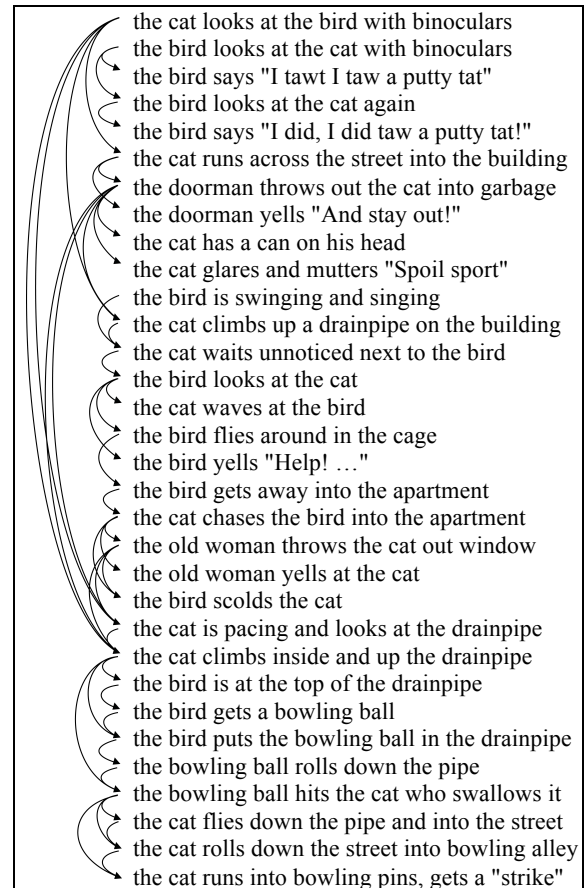 the cat looks at the bird with binoculars
the bird looks at the cat with binoculars
the bird says "I tawt I taw a putty tat"
the bird looks at the cat again
the bird says "I did, I did taw a putty tat!"
the cat runs across the street into the building
the doorman throws out the cat into garbage
the doorman yells "And stay out!"
the cat has a can on his head
the cat glares and mutters "Spoil sport"
the bird is swinging and singing
the cat climbs up a drainpipe on the building
the cat waits unnoticed next to the bird
the bird looks at the cat
the cat waves at the bird
the bird flies around in the cage
the bird yells "Help! …"
the bird gets away into the apartment
the cat chases the bird into the apartment
the old woman throws the cat out window
the old woman yells at the cat
the bird scolds the cat
the cat is pacing and looks at the drainpipe
the cat climbs inside and up the drainpipe
the bird is at the top of the drainpipe
the bird gets a bowling ball
the bird puts the bowling ball in the drainpipe
the bowling ball rolls down the pipe
the bowling ball hits the cat who swallows it
the cat flies down the pipe and into the street
the cat rolls down the street into bowling alley
the cat runs into bowling pins, gets a "strike"